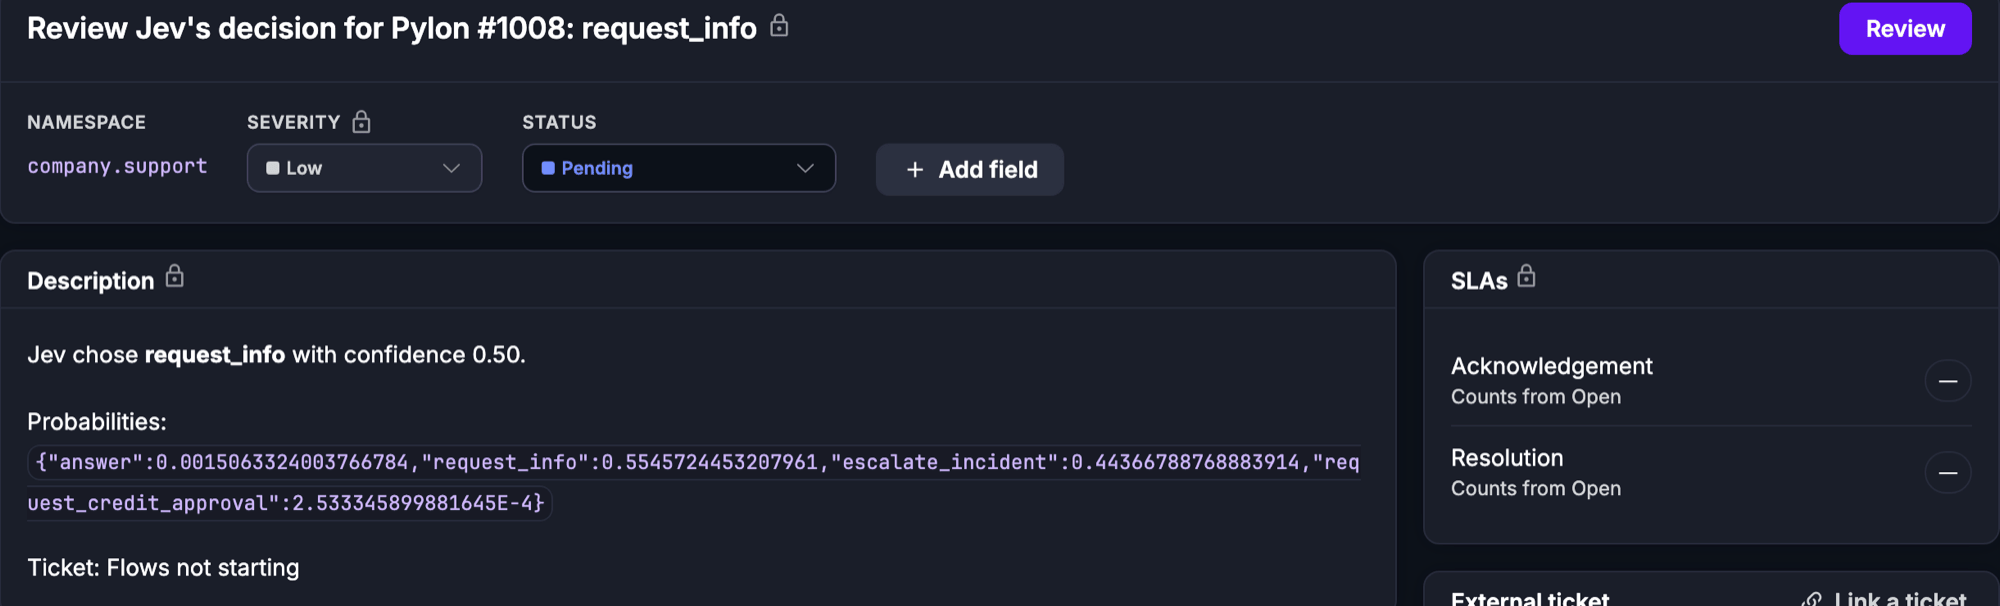 Review Jev's decision for Pylon #1008: request_info
Review
NAMESPACE
SEVERITY
STATUS
company.support
Low
Pending
+ Add field
Description
Jev chose request_info with confidence 0.50.
Probabilities:
{"answer":0.0015063324003766784,"request_info":0.5545724453207961,"escalate_incident":0.44366788768883914,"req
uest_credit_approval":2.533345899881645E-4}
Ticket: Flows not starting
SLAs
Acknowledgement
Counts from Open
Resolution
Counts from Open
External ticket
Link a ticket